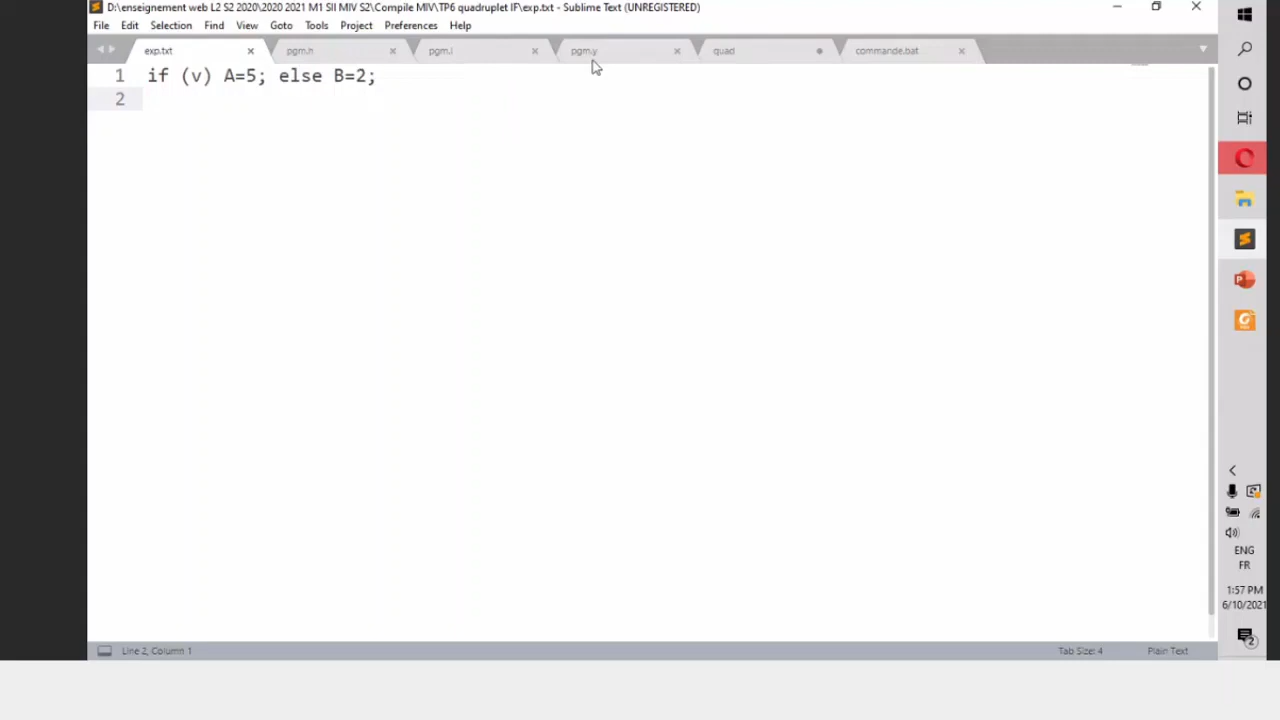 D:\enseignement web L2 S2 2020\2020 2021 M1 SII MIV S2\Compile MIV\TP6 quadruplet IF\exp.txt - Sublime Text (UNREGISTERED)
File Edit Selection Find View Goto Tools Project Preferences Help
exp.txt pgm.h pgm.l pgm.y quad commande.bat
1 if (v) A=5; else B=2;
2
ENG
FR
1:57 PM
6/10/2021
2
Line 2, Column 1 Tab Size: 4 Plain Text